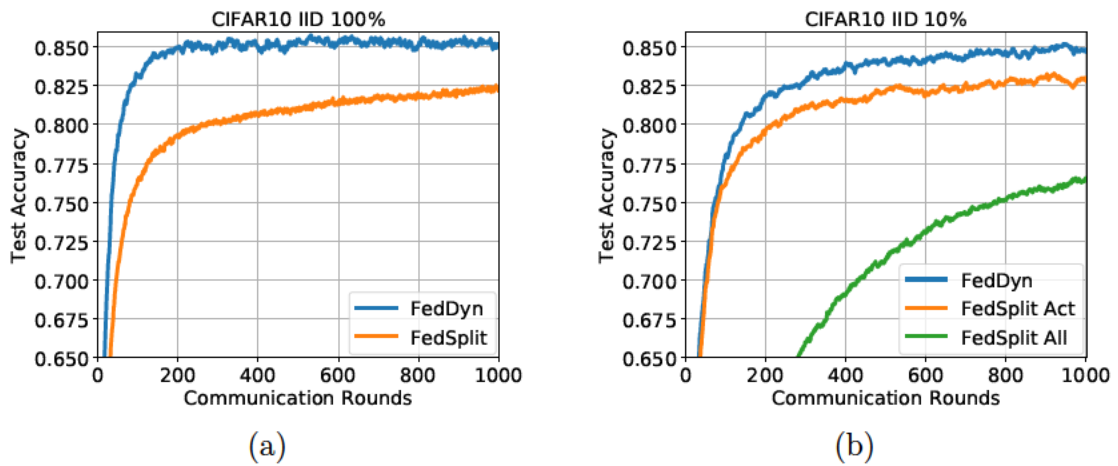 CIFAR10 IID 100%
Test Accuracy
0.850
0.825
0.800
0.775
0.750
0.725
0.700
0.675
0.650
0 200 400 600 800 1000
Communication Rounds
FedDyn
FedSplit
(a)
CIFAR10 IID 10%
Test Accuracy
0.850
0.825
0.800
0.775
0.750
0.725
0.700
0.675
0.650
0 200 400 600 800 1000
Communication Rounds
FedDyn
FedSplit Act
FedSplit All
(b)